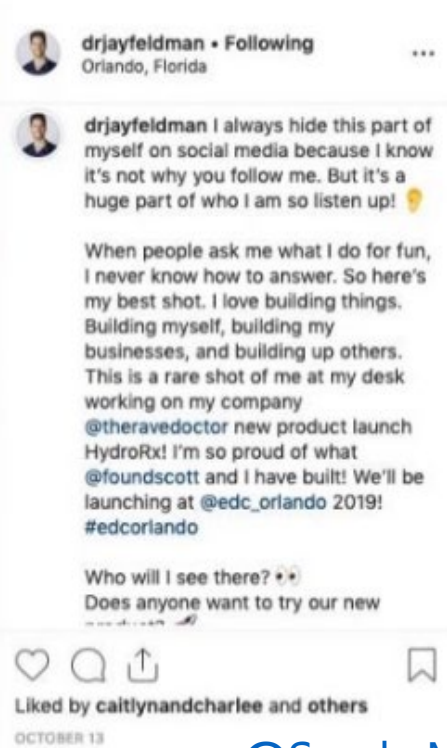 drjayfeldman • Following
Orlando, Florida
drjayfeldman I always hide this part of
myself on social media because I know
it's not why you follow me. But it's a
huge part of who I am so listen up! 👂
When people ask me what I do for fun,
I never know how to answer. So here's
my best shot. I love building things.
Building myself, building my
businesses, and building up others.
This is a rare shot of me at my desk
working on my company
@theravedoctor new product launch
HydroRx! I'm so proud of what
@foundscott and I have built! We'll be
launching at @edc_orlando 2019!
#edcorlando
Who will I see there? 👀
Does anyone want to try our new
Liked by caitlynandcharlee and others
OCTOBER 13